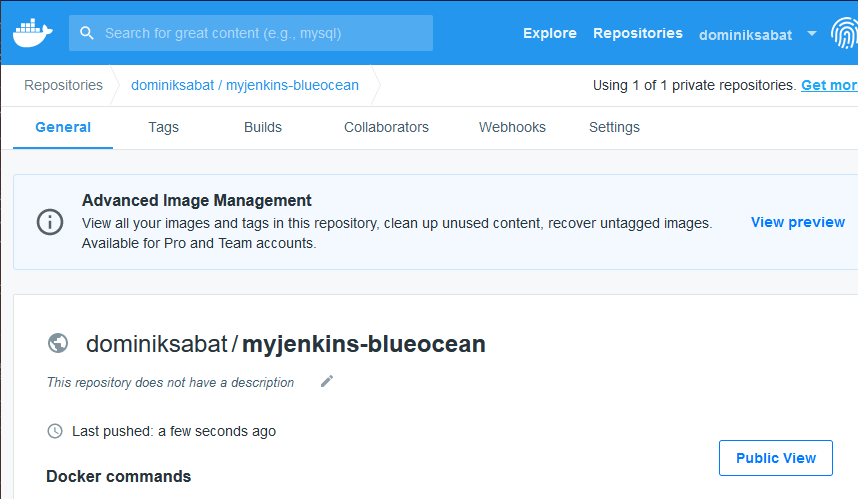 Search for great content (e.g., mysql)
Explore
Repositories
dominiksabat
Repositories
dominiksabat / myjenkins-blueocean
Using 1 of 1 private repositories. Get mor
General
Tags
Builds
Collaborators
Webhooks
Settings
Advanced Image Management
View all your images and tags in this repository, clean up unused content, recover untagged images.
Available for Pro and Team accounts.
View preview
dominiksabat / myjenkins-blueocean
This repository does not have a description
Last pushed: a few seconds ago
Public View
Docker commands